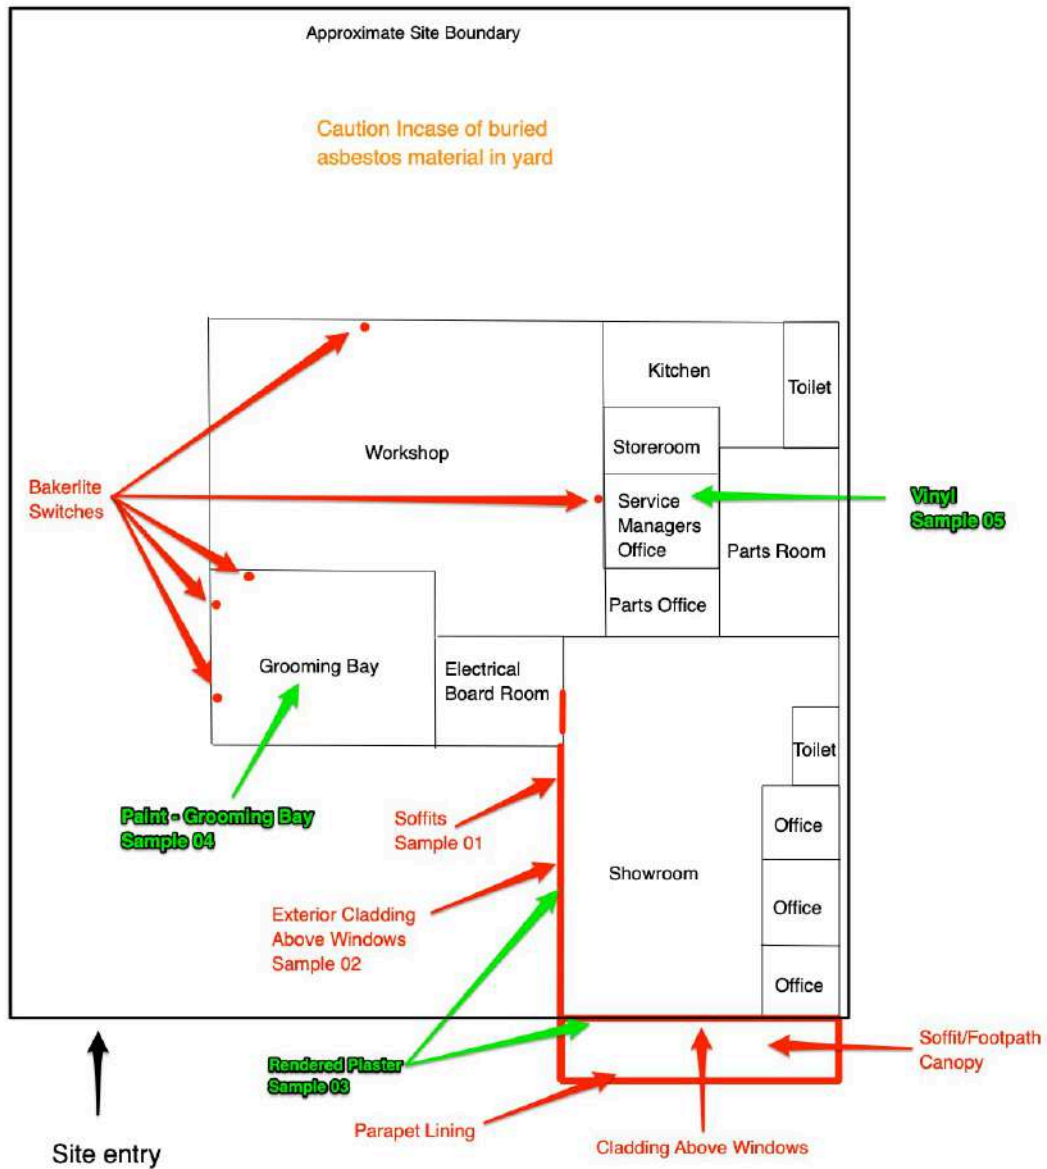 Approximate Site Boundary
Caution Incase of buried
asbestos material in yard
Kitchen
Toilet
Workshop
Storeroom
Bakerlite
Switches
Service
Managers
Office
Vinyl
Sample 05
Parts Room
Parts Office
Grooming Bay
Electrical
Board Room
Toilet
Paint - Grooming Bay
Sample 04
Soffits
Sample 01
Office
Showroom
Exterior Cladding
Above Windows
Sample 02
Office
Office
Rendered Plaster
Sample 03
Soffit/Footpath
Canopy
Parapet Lining
Cladding Above Windows
Site entry